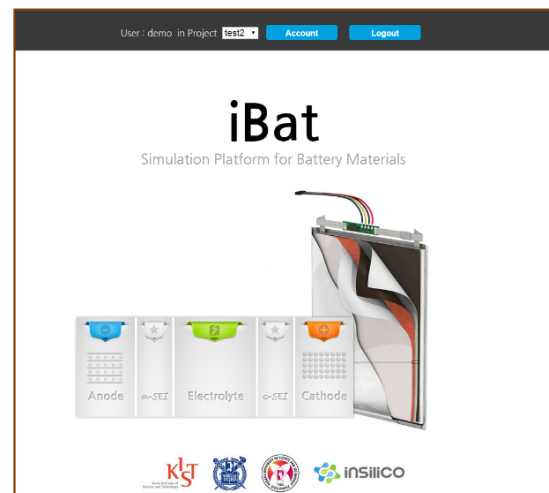 User : demo in Project test2 Account Logout
iBat
Simulation Platform for Battery Materials
Anode a-SEI Electrolyte c-SEI Cathode
KIST insilico